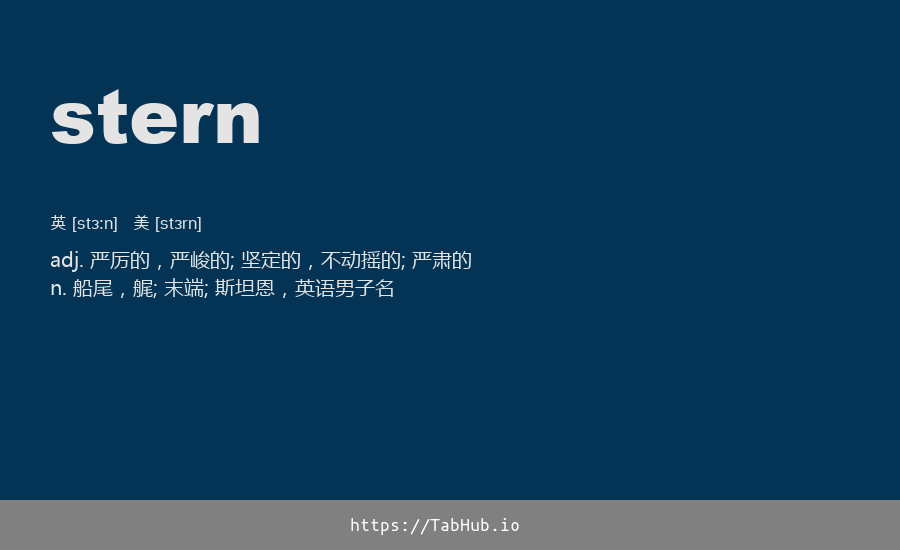 stern
英 [stɜ:n] 美 [stɜrn]
adj. 严厉的，严峻的; 坚定的，不动摇的; 严肃的
n. 船尾，艉; 末端; 斯坦恩，英语男子名
https://TabHub.io